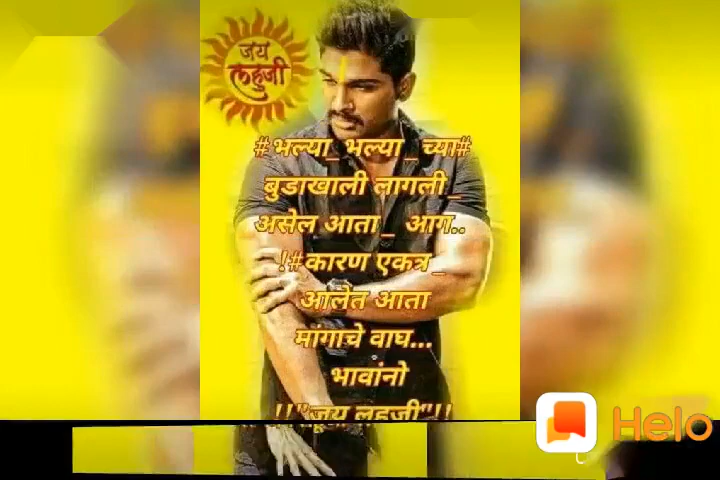 जय
लहुजी
#भल्या_भल्या_च्या#
बुडाखाली लागली_
असेल आता_ आग..
!#कारण एकत्र_
आलेत आता
मांगाचे वाघ...
भावांनो
!!"जय लहुजी"!!
Helo